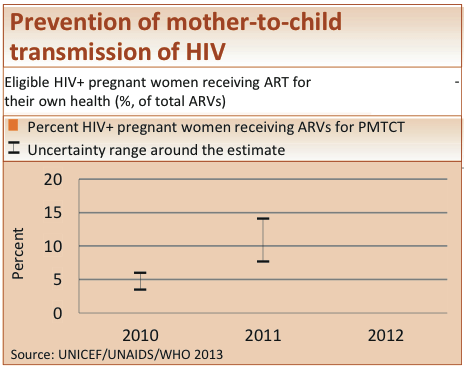 Prevention of mother-to-child
transmission of HIV
Eligible HIV+ pregnant women receiving ART for -
their own health (%, of total ARVs)
Percent HIV+ pregnant women receiving ARVs for PMTCT
Uncertainty range around the estimate
20
15
10
5
0
Percent
2010 2011 2012
Source: UNICEF/UNAIDS/WHO 2013